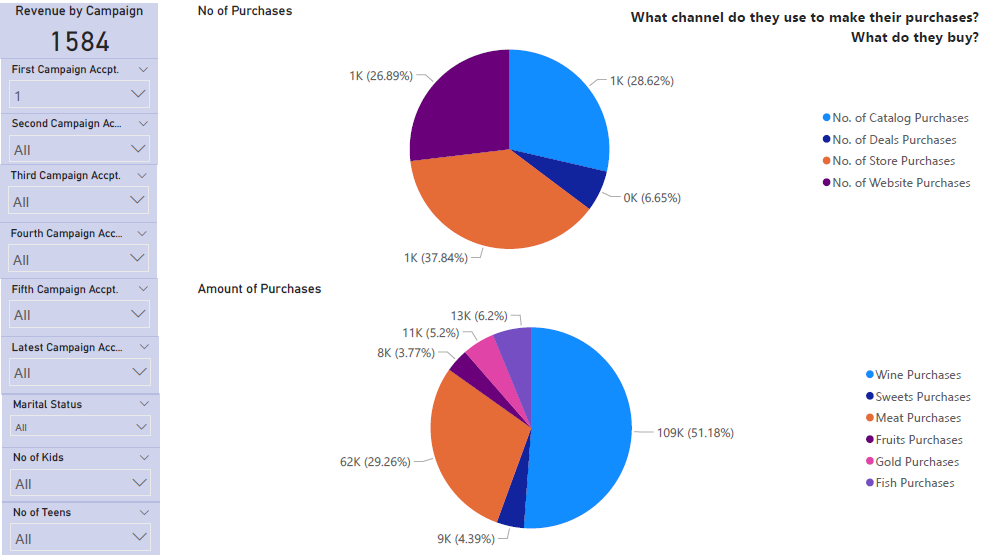 Revenue by Campaign
1584
First Campaign Accpt.
1
Second Campaign Ac...
All
Third Campaign Accpt.
All
Fourth Campaign Acc...
All
Fifth Campaign Accpt.
All
Latest Campaign Acc...
All
Marital Status
All
No of Kids
All
No of Teens
All
No of Purchases
What channel do they use to make their purchases?
What do they buy?
1K (26.89%)
1K (28.62%)
0K (6.65%)
1K (37.84%)
No. of Catalog Purchases
No. of Deals Purchases
No. of Store Purchases
No. of Website Purchases
Amount of Purchases
13K (6.2%)
11K (5.2%)
8K (3.77%)
109K (51.18%)
62K (29.26%)
9K (4.39%)
Wine Purchases
Sweets Purchases
Meat Purchases
Fruits Purchases
Gold Purchases
Fish Purchases